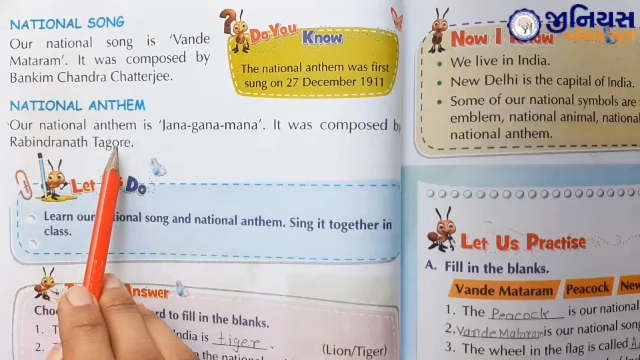 NATIONAL SONG
Our national song is 'Vande
Mataram'. It was composed by
Bankim Chandra Chatterjee.
Do You
Know
The national anthem was first
sung on 27 December 1911
NATIONAL ANTHEM
Our national anthem is 'Jana-gana-mana'. It was composed by
Rabindranath Tagore.
Let Do
Learn our national song and national anthem. Sing it together in
class.
Answer
to fill in the blanks.
India is tiger
(Lion/Tiger)
જીનિયસ
Now I
We live in India.
New Delhi is the capital of India.
Some of our national symbols are
emblem, national animal, national
national anthem.
Let Us Practise
A. Fill in the blanks.
Vande Mataram Peacock New
1. The Peacock is our national
2. Vande Mataram is our national song
3. The wheel in the flag is called